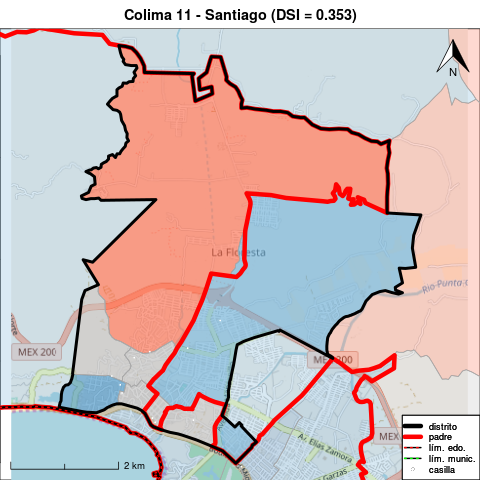 Colima 11 - Santiago (DSI = 0.353)
N
La Floresta
Río Punta-
MEX 200
MEX 200
MEX
Av. Elías Zamora
Garzas
2 km
distrito
padre
lím. edo.
lím. munic.
casilla